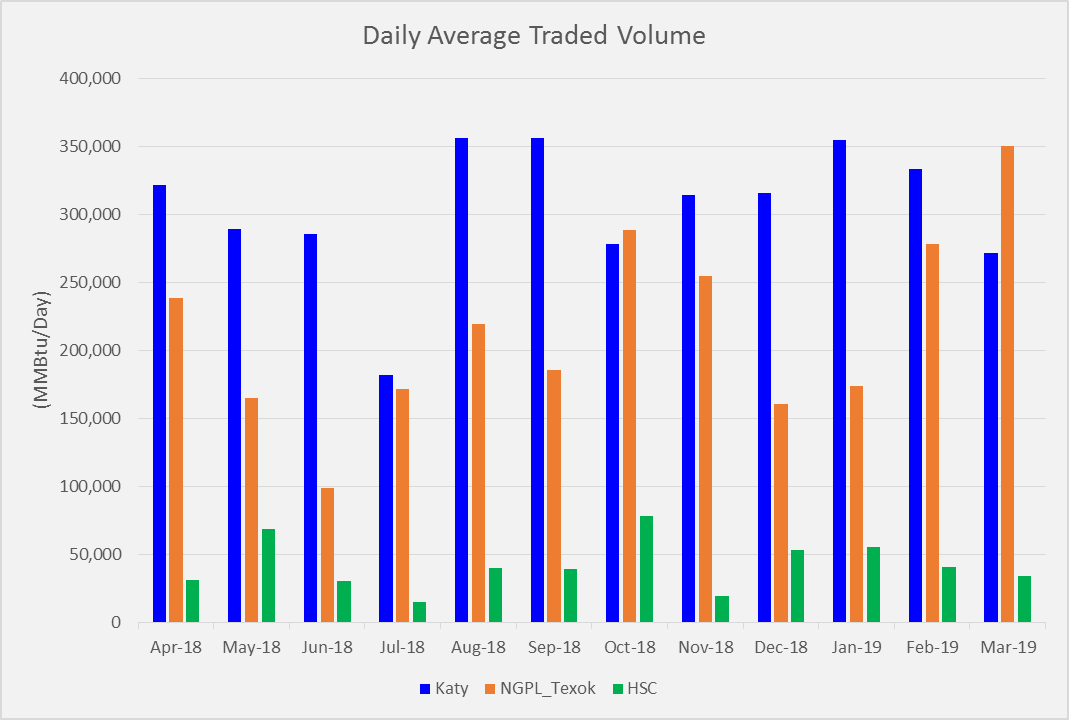 Daily Average Traded Volume
400,000
350,000
300,000
250,000
200,000
150,000
100,000
50,000
0
(MMBtu/Day)
Apr-18 May-18 Jun-18 Jul-18 Aug-18 Sep-18 Oct-18 Nov-18 Dec-18 Jan-19 Feb-19 Mar-19
Katy NGPL_Texok HSC